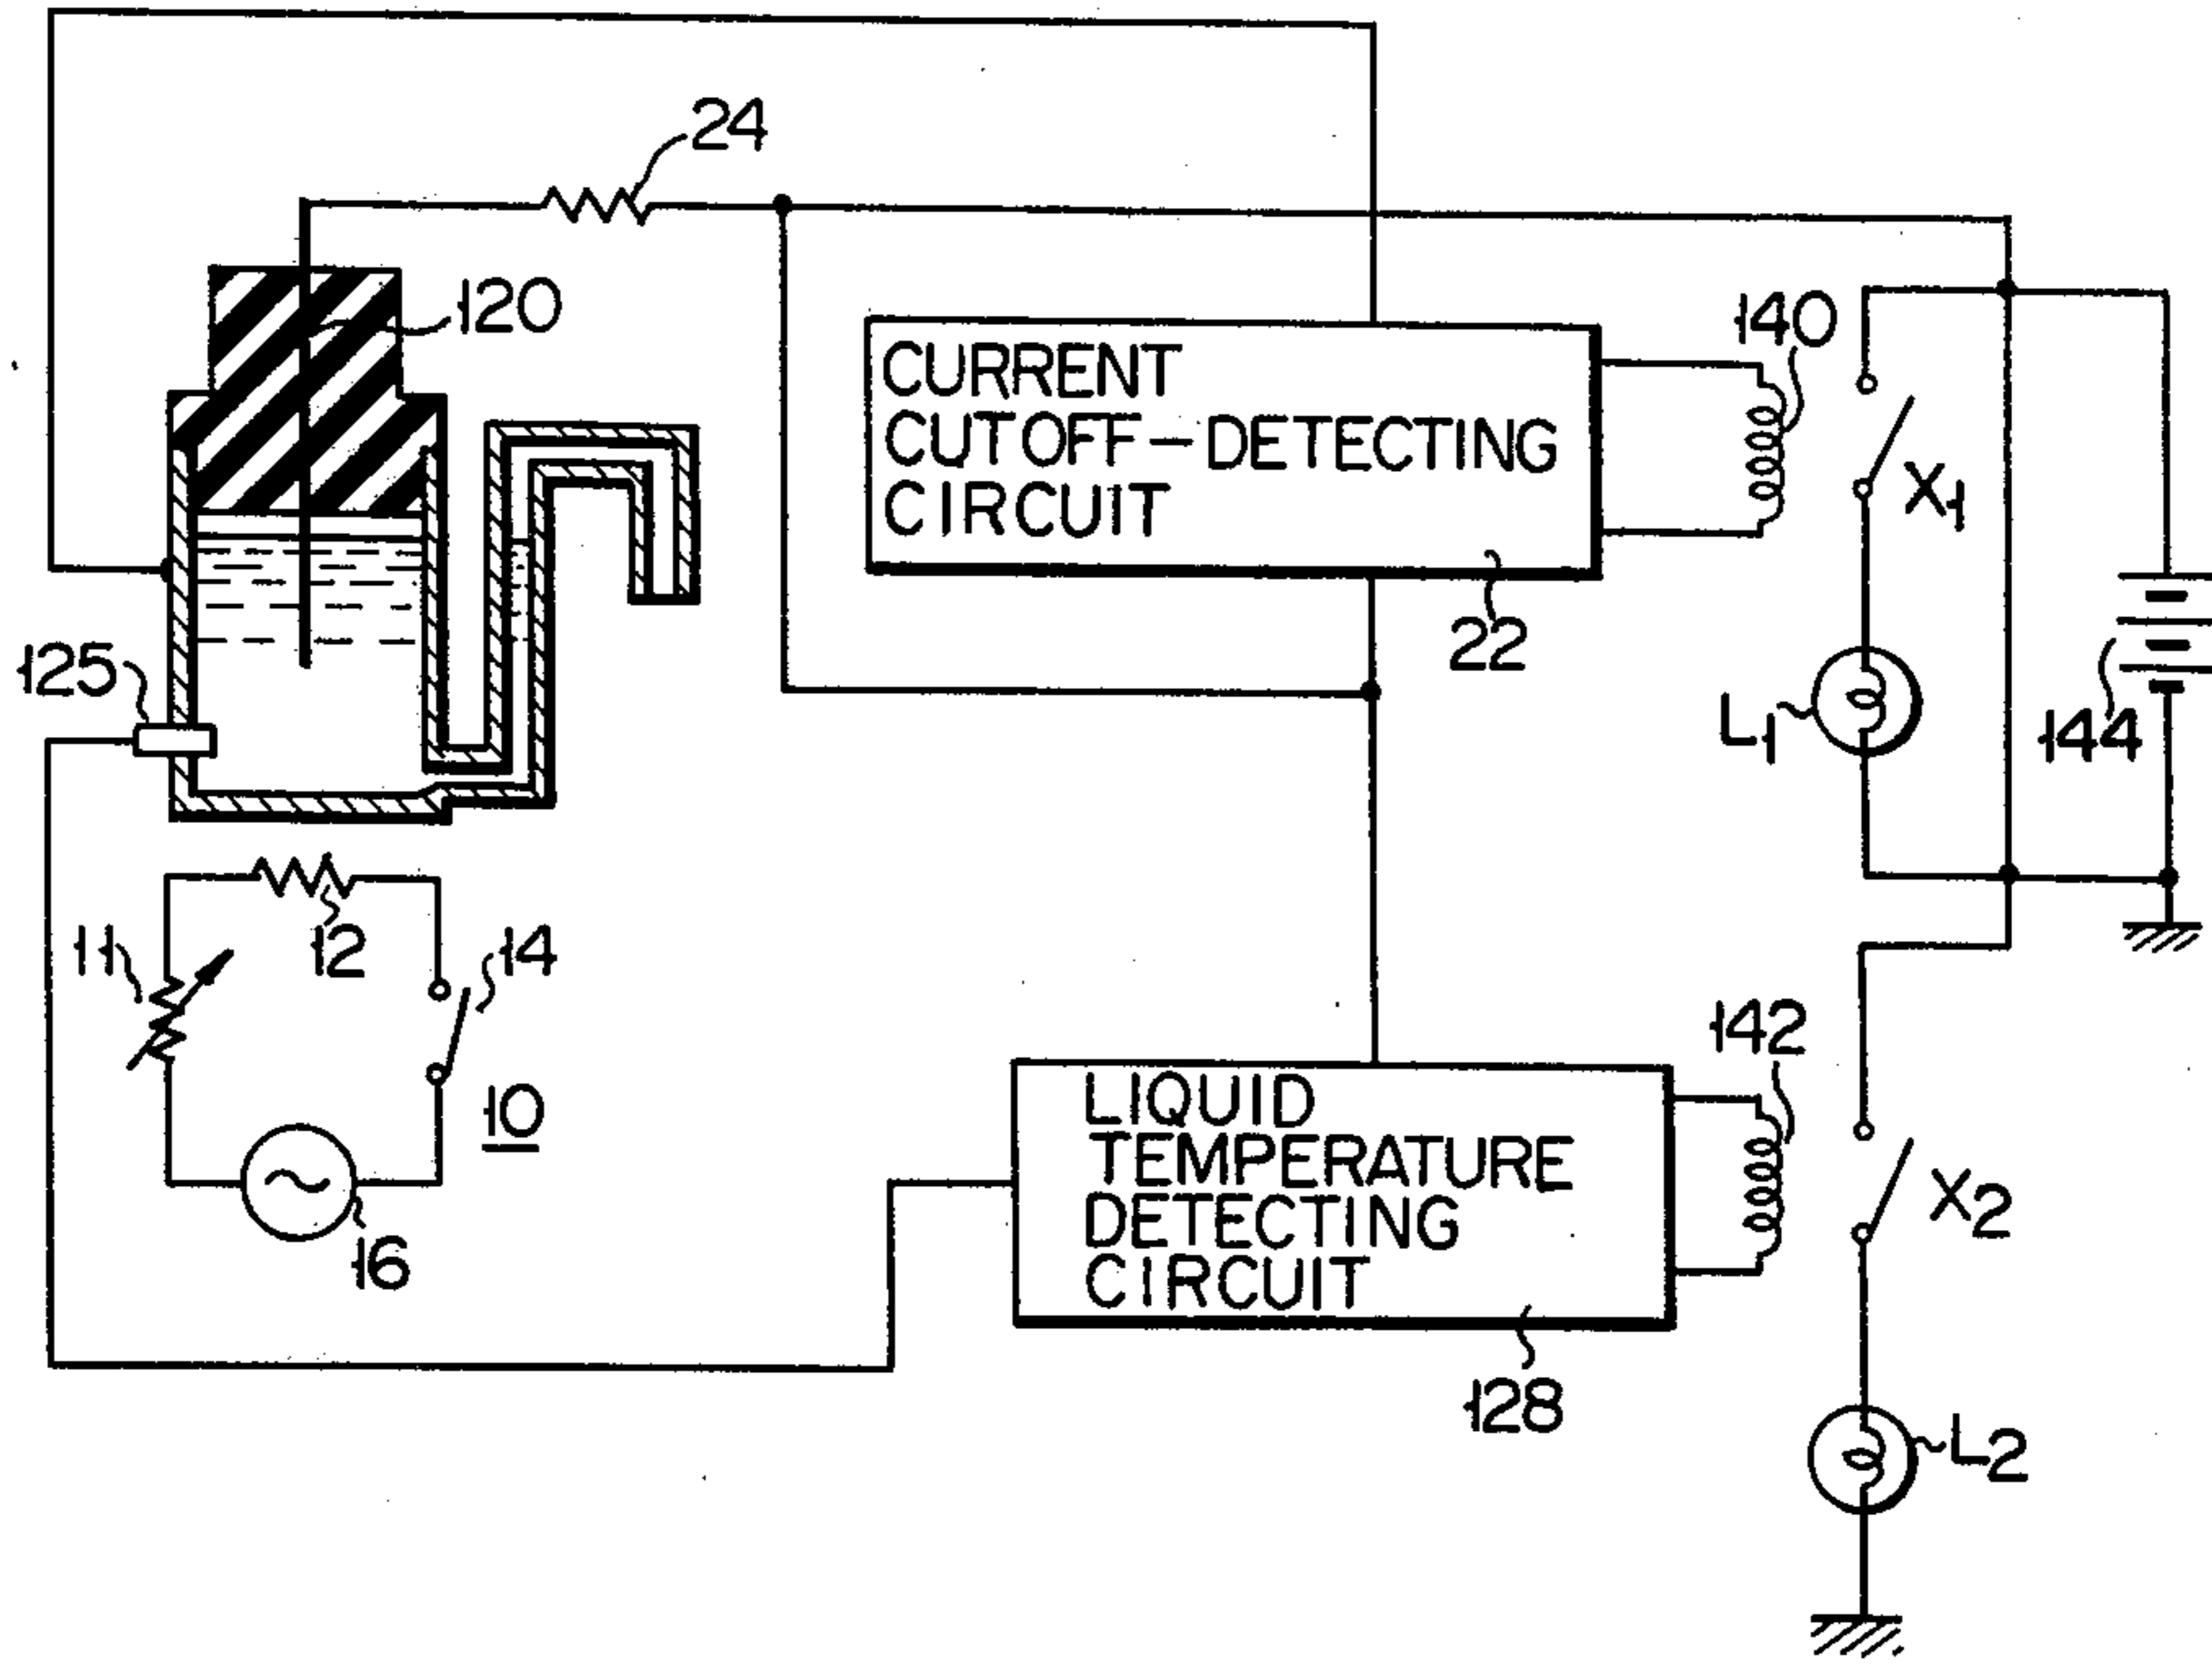 24
120
CURRENT
CUTOFF-DETECTING
CIRCUIT
140
X1
125
22
L1
144
11
12
14
10
16
LIQUID
TEMPERATURE
DETECTING
CIRCUIT
142
X2
128
L2